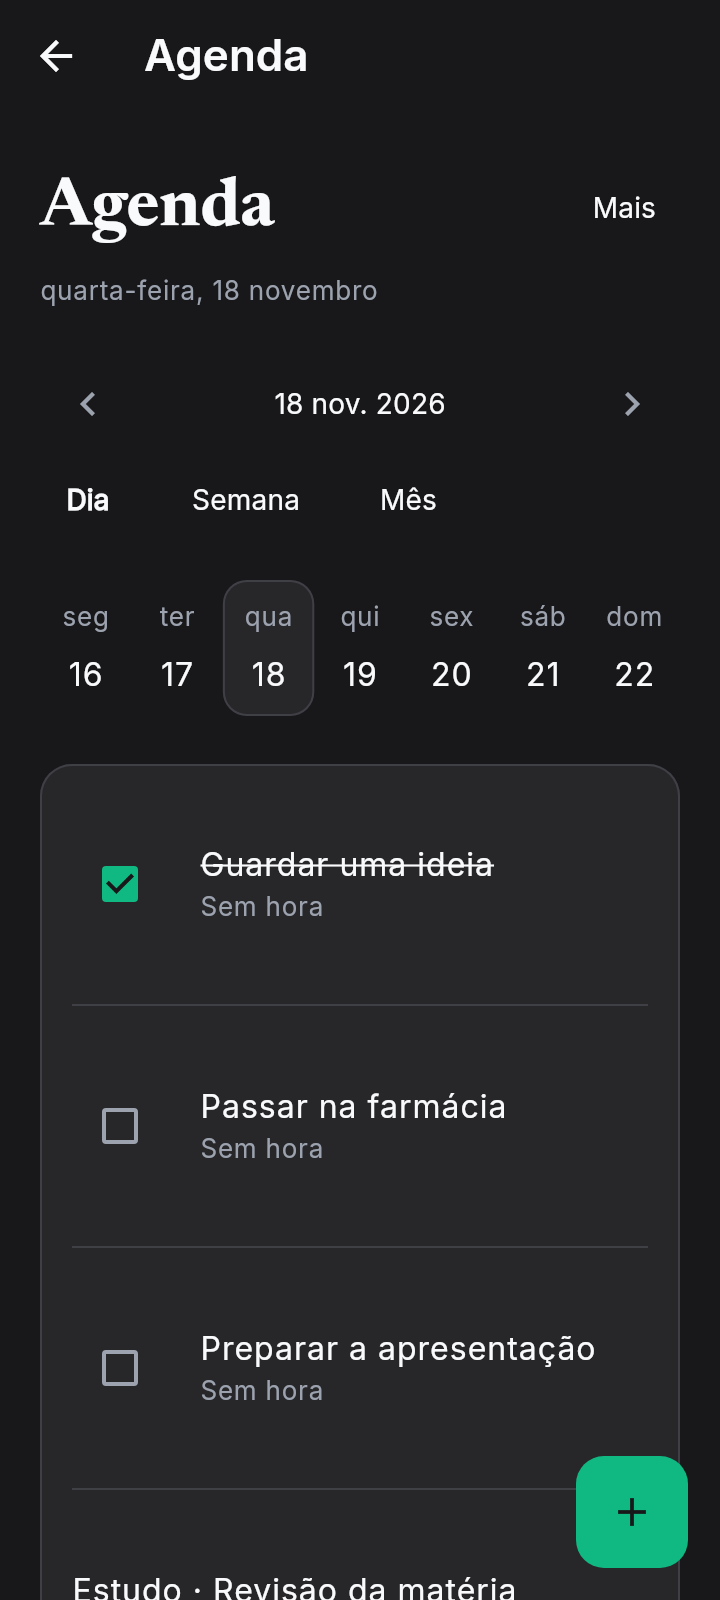 Agenda
Agenda
Mais
quarta-feira, 18 novembro
18 nov. 2026
Dia Semana Mês
seg ter qua qui sex sáb dom
16 17 18 19 20 21 22
Guardar uma ideia
Sem hora
Passar na farmácia
Sem hora
Preparar a apresentação
Sem hora
Estudo · Revisão da matéria